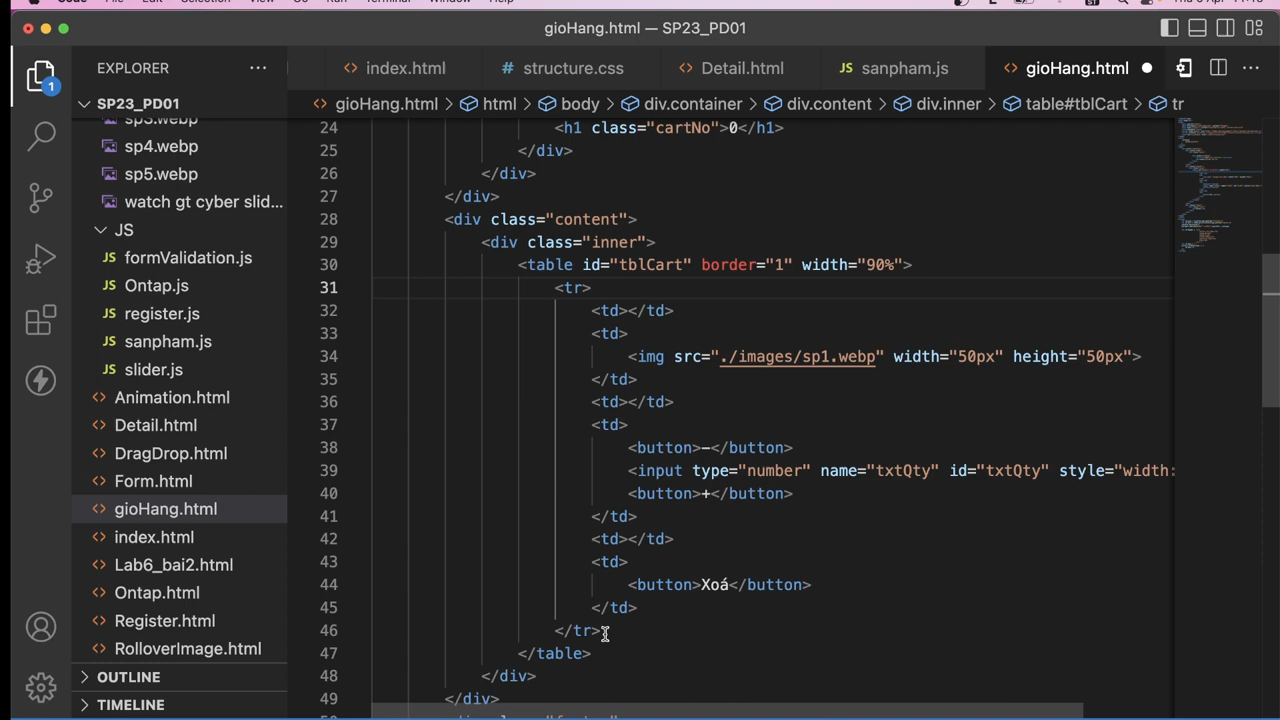 gioHang.html — SP23_PD01
EXPLORER
index.html
structure.css
Detail.html
sanpham.js
gioHang.html
SP23_PD01
gioHang.html > html > body > div.container > div.content > div.inner > table#tblCart > tr
sp3.webp
sp4.webp
sp5.webp
watch gt cyber slid...
JS
formValidation.js
Ontap.js
register.js
sanpham.js
slider.js
Animation.html
Detail.html
DragDrop.html
Form.html
gioHang.html
index.html
Lab6_bai2.html
Ontap.html
Register.html
RolloverImage.html
OUTLINE
TIMELINE
1
24 <h1 class="cartNo">0</h1>
25 </div>
26 </div>
27 </div>
28 <div class="content">
29 <div class="inner">
30 <table id="tblCart" border="1" width="90%">
31 <tr>
32 <td></td>
33 <td>
34 <img src="./images/sp1.webp" width="50px" height="50px">
35 </td>
36 <td></td>
37 <td>
38 <button>-</button>
39 <input type="number" name="txtQty" id="txtQty" style="width:
40 <button>+</button>
41 </td>
42 <td></td>
43 <td>
44 <button>Xoá</button>
45 </td>
46 </tr>
47 </table>
48 </div>
49 </div>